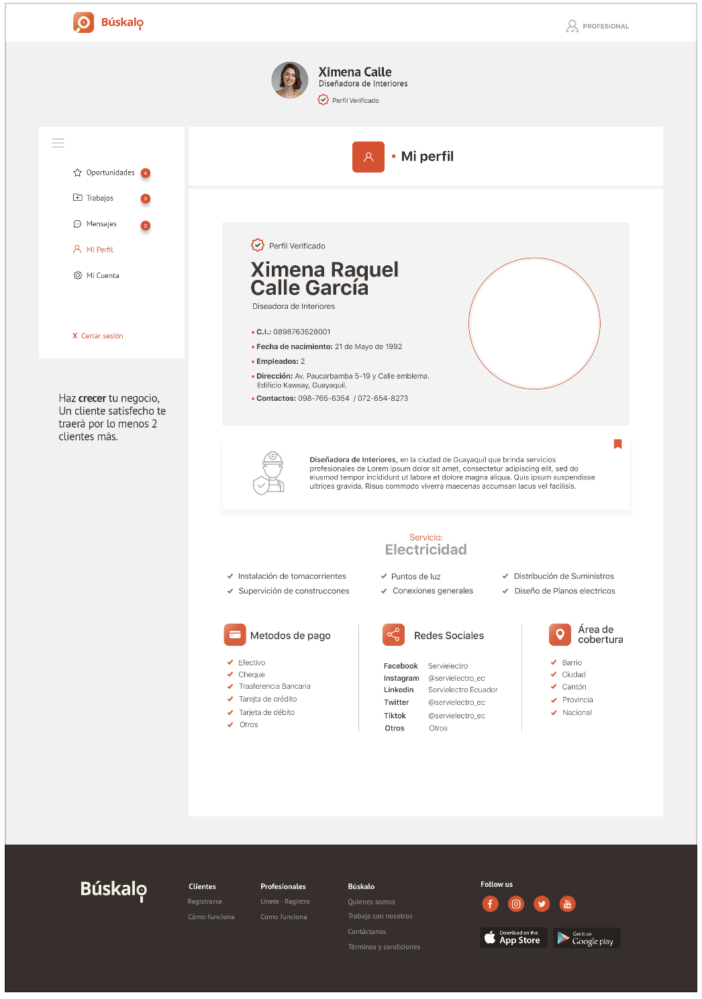 Búskalo
PROFESIONAL
Ximena Calle
Diseñadora de Interiores
Perfil Verificado
Mi perfil
Oportunidades 4
Trabajos 2
Mensajes 2
Mi Perfil
Mi Cuenta
X Cerrar sesión
Haz crecer tu negocio,
Un cliente satisfecho te
traerá por lo menos 2
clientes más.
Perfil Verificado
Ximena Raquel
Calle García
Diseadora de Interiores
• C.I.: 0898763528001
• Fecha de nacimiento: 21 de Mayo de 1992
• Empleados: 2
• Dirección: Av. Paucarbamba 5-19 y Calle emblema.
Edificio Kawsay, Guayaquil.
• Contactos: 098-765-6354 / 072-654-8273
Diseñadora de Interiores, en la ciudad de Guayaquil que brinda servicios
profesionales de Lorem ipsum dolor sit amet, consectetur adipiscing elit, sed do
eiusmod tempor incididunt ut labore et dolore magna aliqua. Quis ipsum suspendisse
ultrices gravida. Risus commodo viverra maecenas accumsan lacus vel facilisis.
Servicio:
Electricidad
Instalación de tomacorrientes
Puntos de luz
Distribución de Suministros
Supervición de construccones
Conexiones generales
Diseño de Planos electricos
Metodos de pago
Efectivo
Cheque
Trasferencia Bancaria
Tarejta de crédito
Tarjeta de débito
Otros
Redes Sociales
Facebook Servielectro
Instagram @servielectro_ec
Linkedin Servielectro Ecuador
Twitter @servielectro_ec
Tiktok @servielectro_ec
Otros Otros
Área de
cobertura
Barrio
Ciudad
Cantón
Provincia
Nacional
Búskalo
Clientes
Registrarse
Cómo funciona
Profesionales
Unete - Registro
Como funciona
Búskalo
Quienes somos
Trabaja con nosotros
Contáctanos
Términos y condiciones
Follow us
You
Download on the
App Store
Get it on
Google play